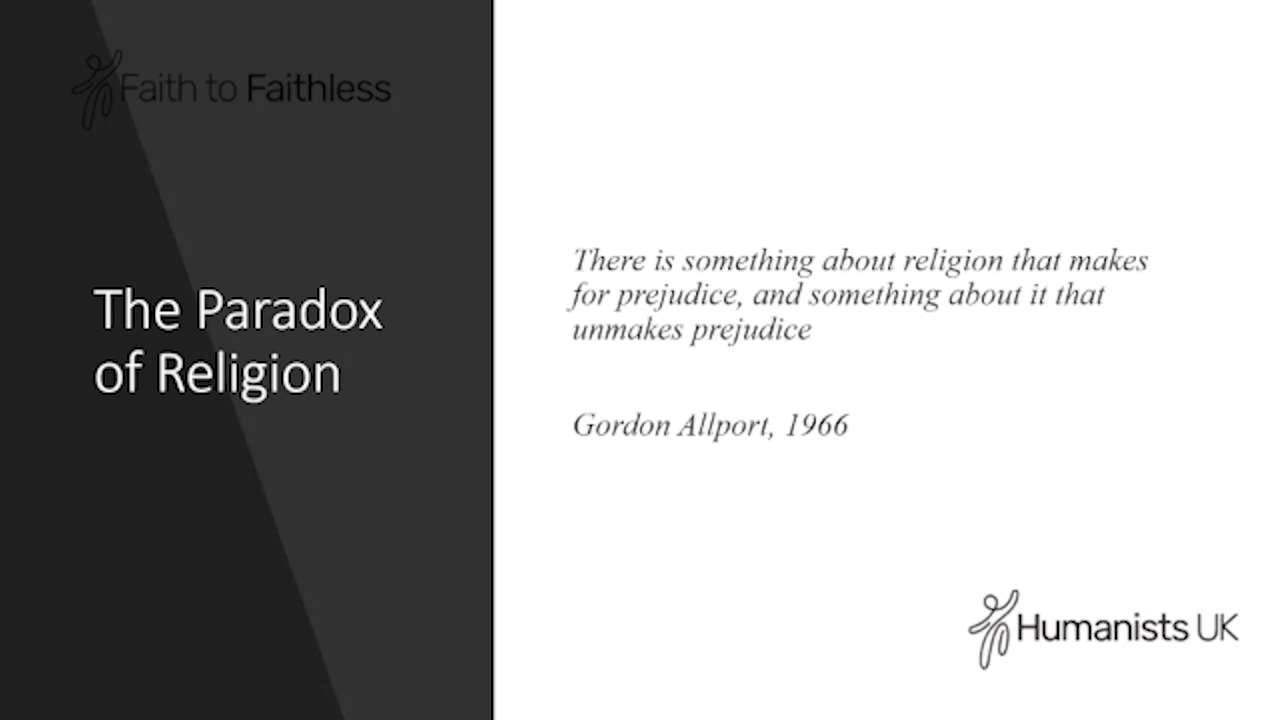 Faith to Faithless
The Paradox
of Religion
There is something about religion that makes
for prejudice, and something about it that
unmakes prejudice
Gordon Allport, 1966
Humanists UK